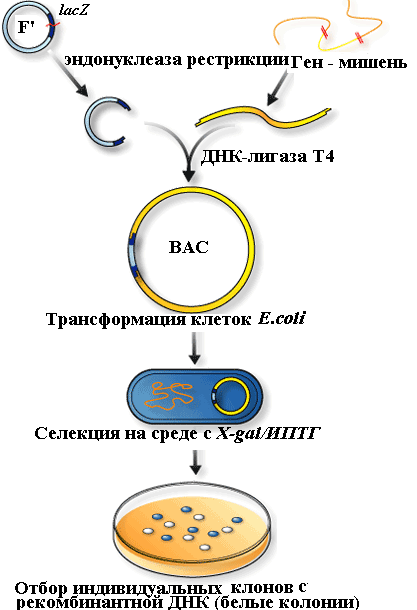 lacZ
F'
эндонуклеаза рестрикции
Ген - мишень
ДНК-лигаза Т4
ВАС
Трансформация клеток E.coli
Селекция на среде с X-gal/ИПТГ
Отбор индивидуальных клонов с
рекомбинантной ДНК (белые колонии)